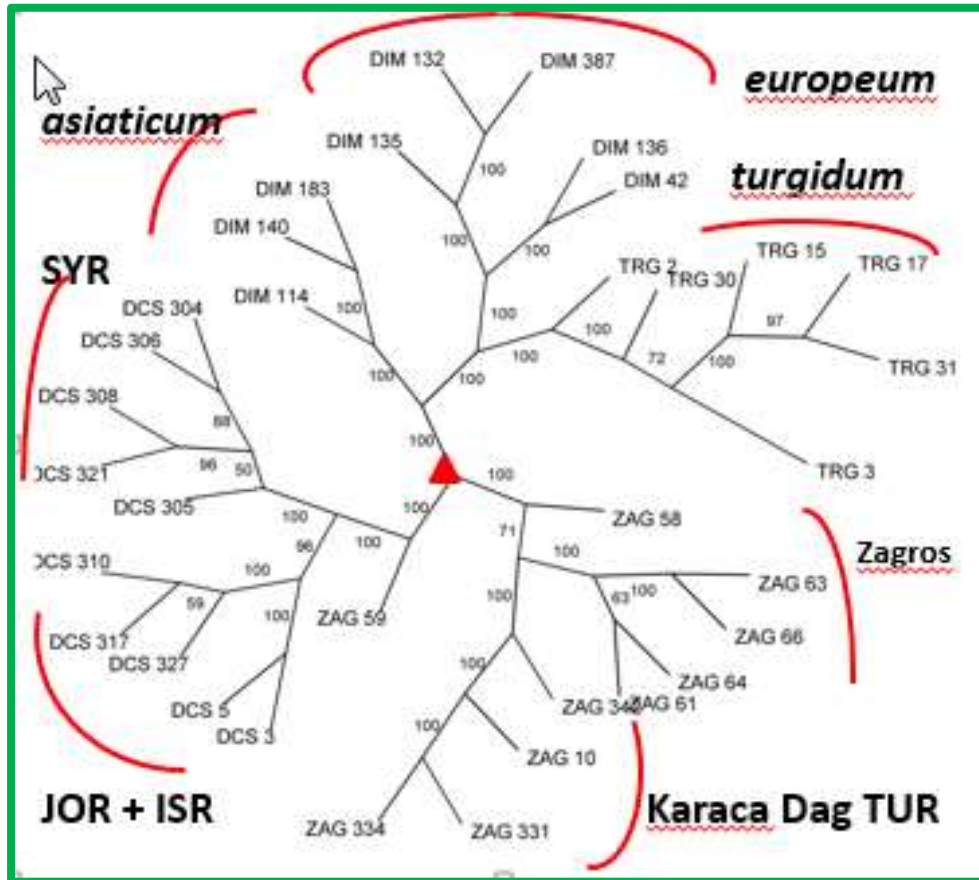 DIM 132
DIM 387
europeum
asiaticum
DIM 135
DIM 136
100
DIM 183
DIM 42
turgidum
DIM 140
100
100
TRG 15
SYR
TRG 2
TRG 30
TRG 17
DIM 114
DCS 304
100
100
100
97
DCS 306
100
72
100
TRG 31
100
100
DCS 308
88
100
TRG 3
DCS 321
96
50
100
DCS 305
100
ZAG 58
100
100
71
Zagros
DCS 310
100
96
100
100
ZAG 63
59
63
100
100
ZAG 59
100
ZAG 66
DCS 317
DCS 327
ZAG 64
100
DCS 5
ZAG 61
DCS 3
100
ZAG 10
JOR + ISR
Karaca Dag TUR
ZAG 334
ZAG 331